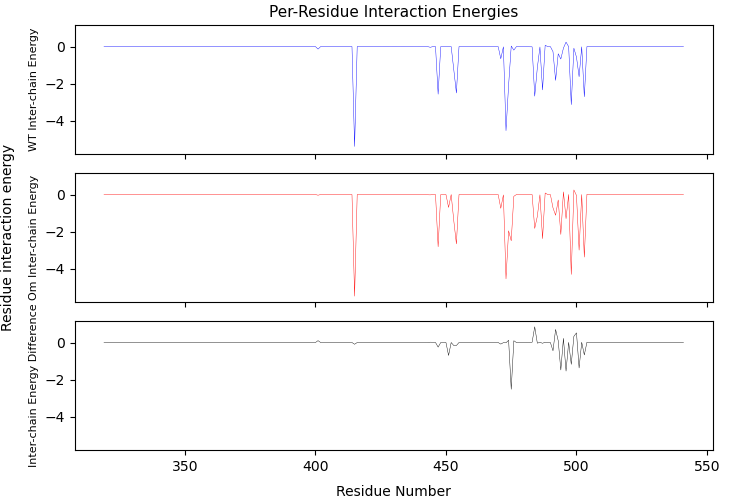 Per-Residue Interaction Energies
Residue interaction energy
WT Inter-chain Energy
0
−2
−4
Om Inter-chain Energy
0
−2
−4
Inter-chain Energy Difference
0
−2
−4
350
400
450
500
550
Residue Number